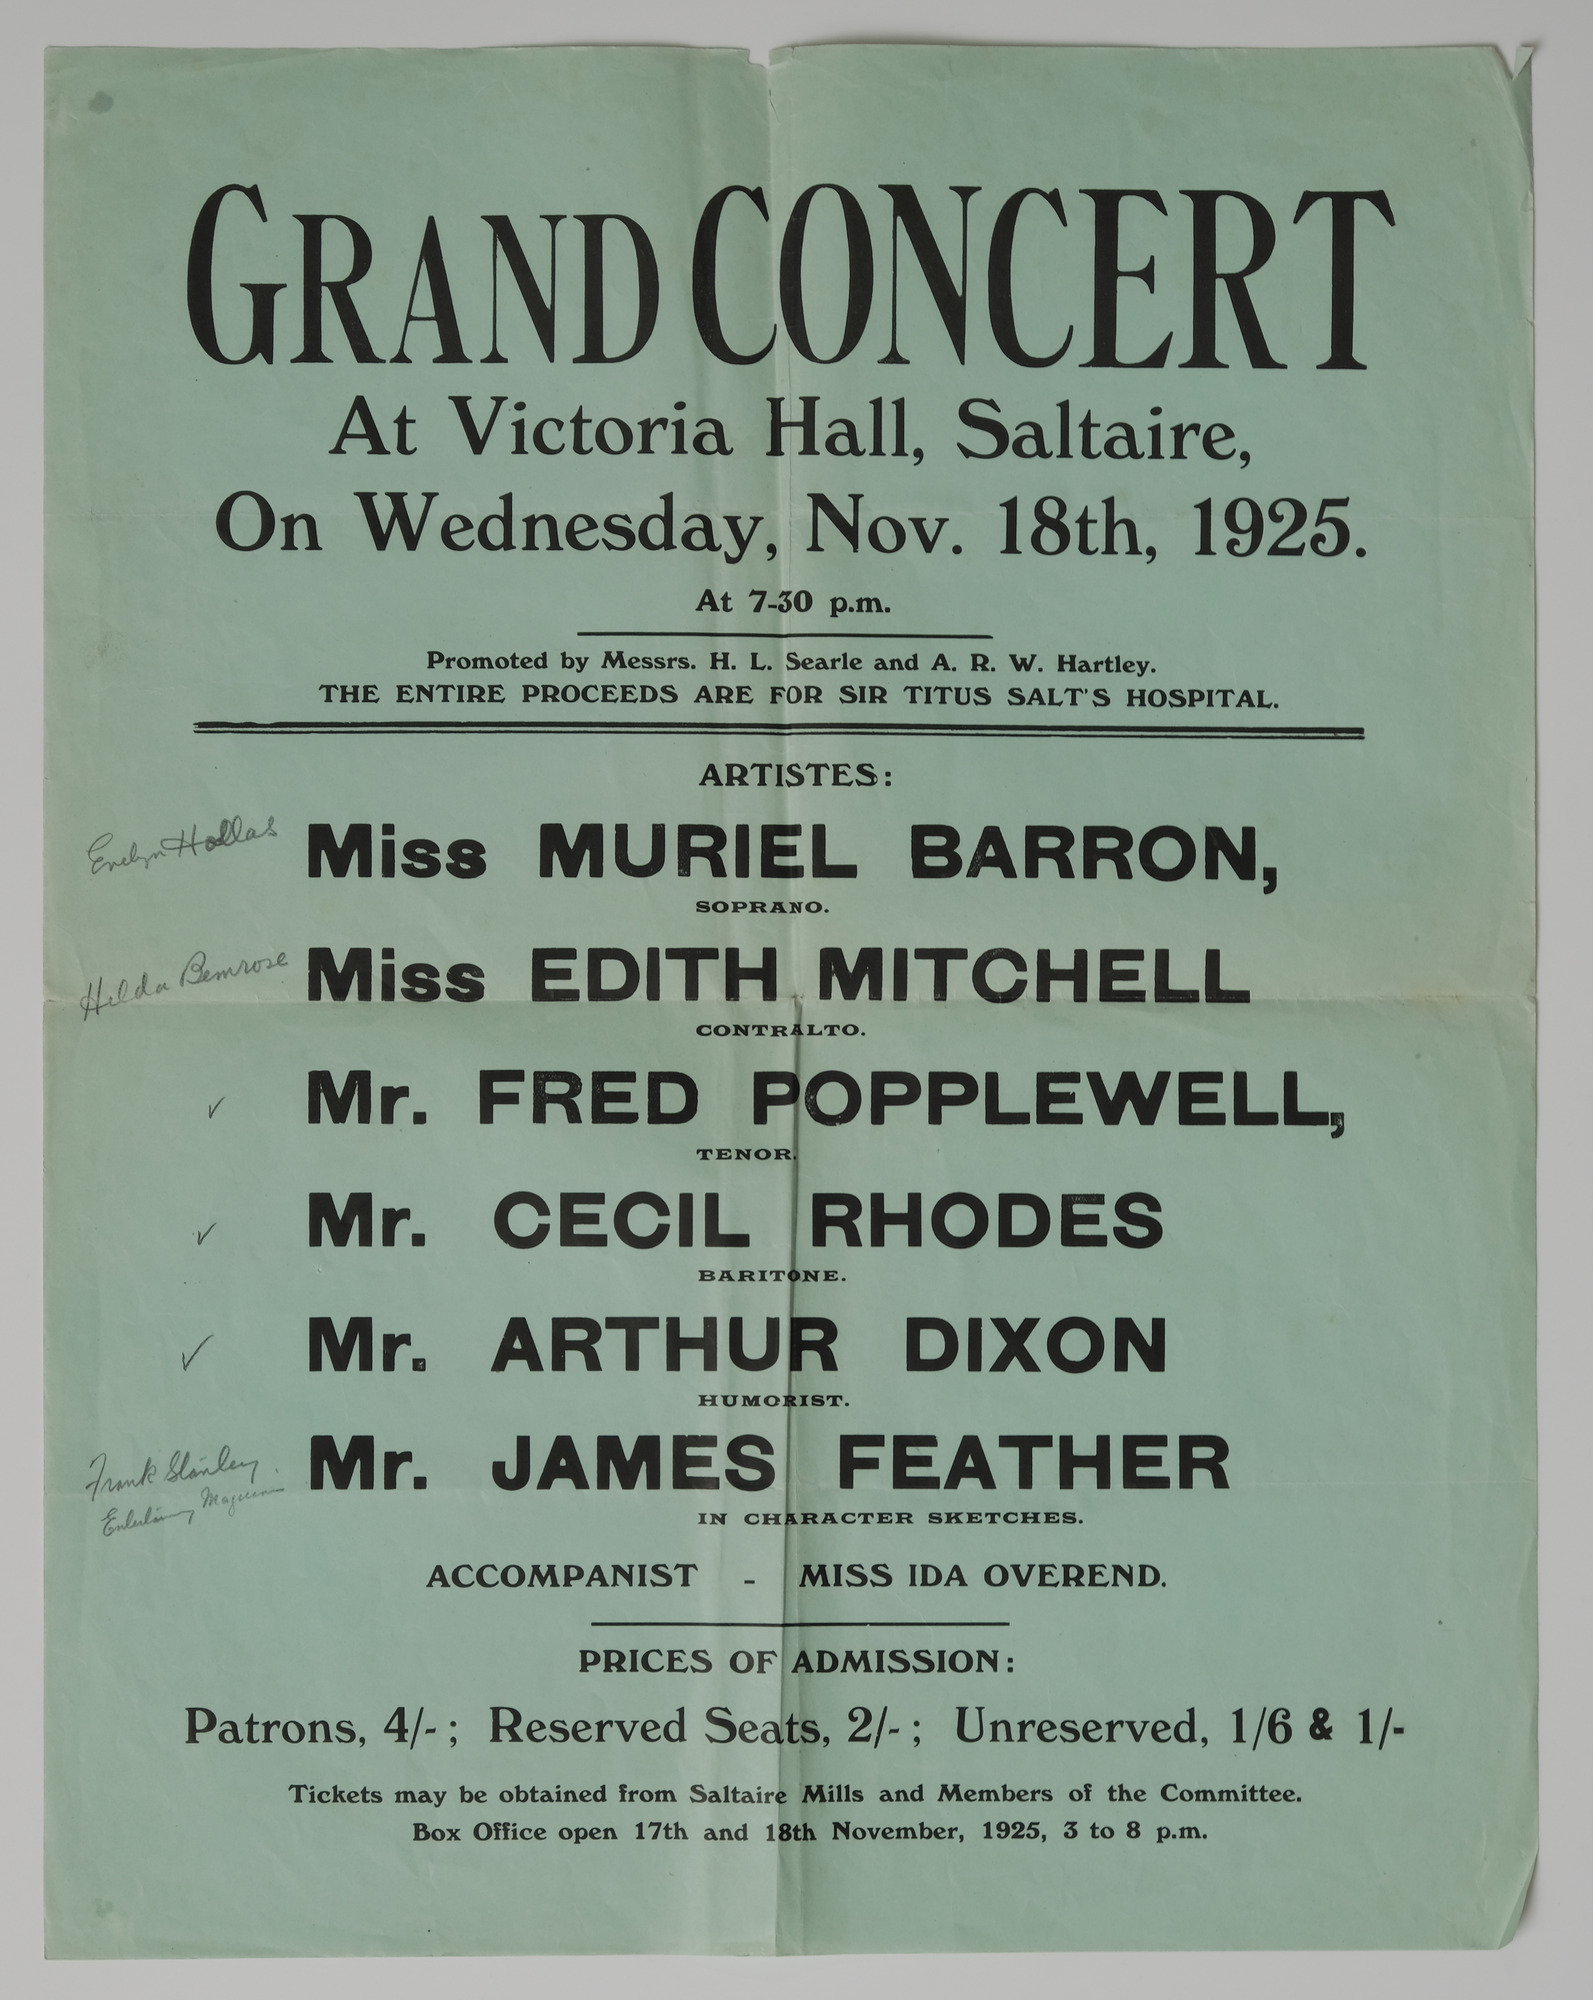 GRAND CONCERT
At Victoria Hall, Saltaire,
On Wednesday, Nov. 18th, 1925.
At 7-30 p.m.
Promoted by Messrs. H. L. Searle and A. R. W. Hartley.
THE ENTIRE PROCEEDS ARE FOR SIR TITUS SALT'S HOSPITAL.
ARTISTES:
Evelyn Hollas
Miss MURIEL BARRON,
SOPRANO.
Hilda Bemrose
Miss EDITH MITCHELL
CONTRALTO.
✓ Mr. FRED POPPLEWELL,
TENOR.
✓ Mr. CECIL RHODES
BARITONE.
✓ Mr. ARTHUR DIXON
HUMORIST.
Frank Stanley
Mr. JAMES FEATHER
IN CHARACTER SKETCHES.
ACCOMPANIST - MISS IDA OVEREND.
PRICES OF ADMISSION:
Patrons, 4/-; Reserved Seats, 2/-; Unreserved, 1/6 & 1/-
Tickets may be obtained from Saltaire Mills and Members of the Committee.
Box Office open 17th and 18th November, 1925, 3 to 8 p.m.